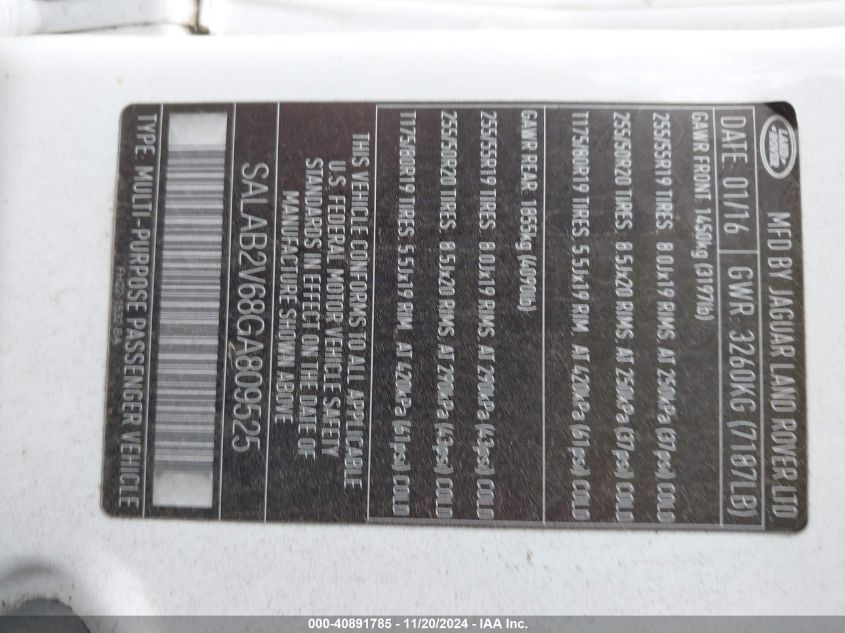 LAND ROVER
MFD BY JAGUAR LAND ROVER LTD
DATE 01/16 GWR 3260KG (7187LB)
GAWR FRONT 1450kg (3197lb)
255/55R19 TIRES 8.0Jx19 RIMS AT 250kPa (37psi) COLD
255/50R20 TIRES 8.5Jx20 RIMS AT 250kPa (37psi) COLD
T175/80R19 TIRES 5.5Jx19 RIM AT 420kPa (61psi) COLD
GAWR REAR 1855kg (4090lb)
255/55R19 TIRES 8.0Jx19 RIMS AT 290kPa (42psi) COLD
255/50R20 TIRES 8.5Jx20 RIMS AT 290kPa (42psi) COLD
T175/80R19 TIRES 5.5Jx19 RIM AT 420kPa (61psi) COLD
THIS VEHICLE CONFORMS TO ALL APPLICABLE
U.S. FEDERAL MOTOR VEHICLE SAFETY
STANDARDS IN EFFECT ON THE DATE OF
MANUFACTURE SHOWN ABOVE
SALAB2V68GA809525
TYPE MULTI-PURPOSE PASSENGER VEHICLE
000-40891785 - 11/20/2024 - IAA Inc.